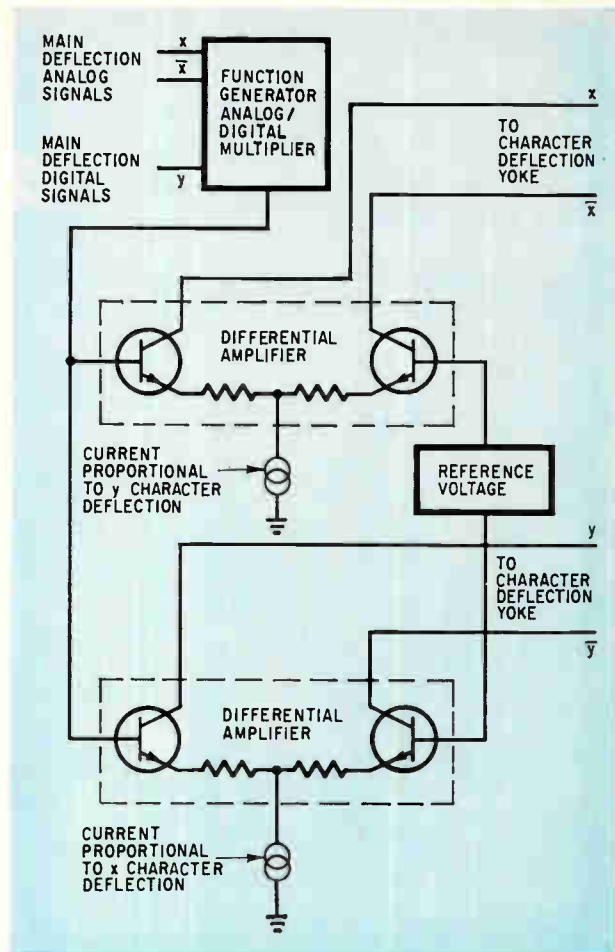 MAIN
DEFLECTION
ANALOG
SIGNALS
x
x̅
MAIN
DEFLECTION
DIGITAL
SIGNALS
y
FUNCTION
GENERATOR
ANALOG/
DIGITAL
MULTIPLIER
x
TO
CHARACTER
DEFLECTION
YOKE
x̅
DIFFERENTIAL
AMPLIFIER
CURRENT
PROPORTIONAL
TO y CHARACTER
DEFLECTION
REFERENCE
VOLTAGE
y
TO
CHARACTER
DEFLECTION
YOKE
y̅
DIFFERENTIAL
AMPLIFIER
CURRENT
PROPORTIONAL
TO x CHARACTER
DEFLECTION